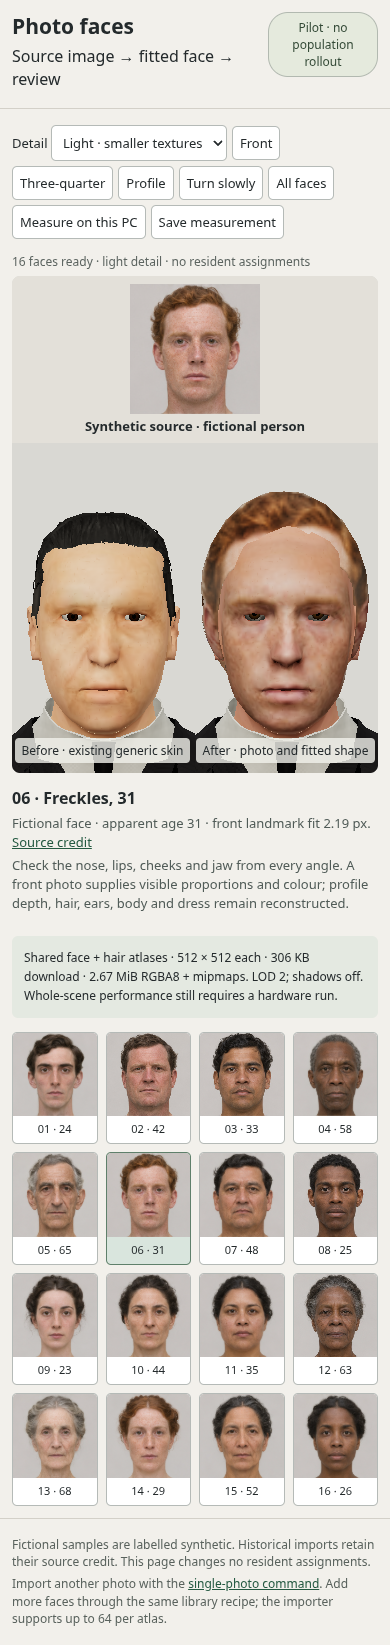 Photo faces
Source image → fitted face →
review
Pilot · no
population
rollout
Detail
Light · smaller textures
Front
Three-quarter
Profile
Turn slowly
All faces
Measure on this PC
Save measurement
16 faces ready · light detail · no resident assignments
Synthetic source · fictional person
Before · existing generic skin
After · photo and fitted shape
06 · Freckles, 31
Fictional face · apparent age 31 · front landmark fit 2.19 px.
Source credit
Check the nose, lips, cheeks and jaw from every angle. A
front photo supplies visible proportions and colour; profile
depth, hair, ears, body and dress remain reconstructed.
Shared face + hair atlases · 512 × 512 each · 306 KB
download · 2.67 MiB RGBA8 + mipmaps. LOD 2; shadows off.
Whole-scene performance still requires a hardware run.
01 · 24
02 · 42
03 · 33
04 · 58
05 · 65
06 · 31
07 · 48
08 · 25
09 · 23
10 · 44
11 · 35
12 · 63
13 · 68
14 · 29
15 · 52
16 · 26
Fictional samples are labelled synthetic. Historical imports retain
their source credit. This page changes no resident assignments.
Import another photo with the single-photo command. Add
more faces through the same library recipe; the importer
supports up to 64 per atlas.